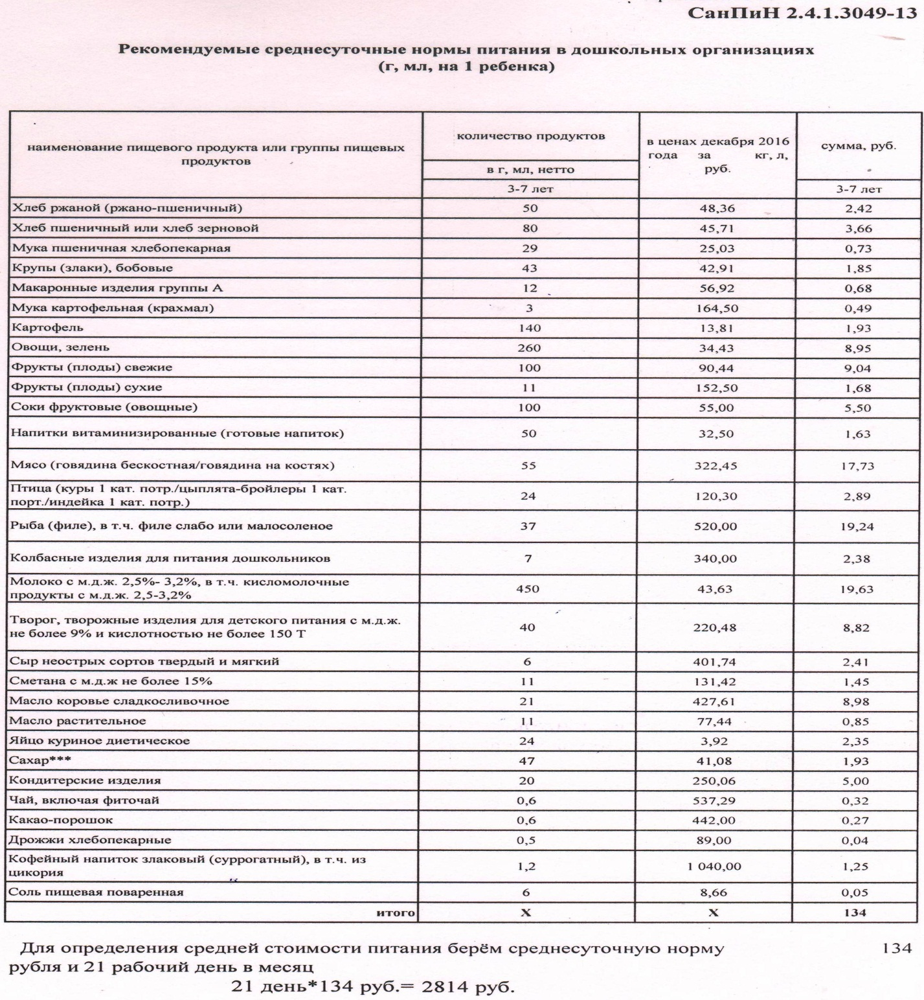 СанПиН 2.4.1.3049-13
Рекомендуемые среднесуточные нормы питания в дошкольных организациях
(г, мл, на 1 ребенка)
наименование пищевого продукта или группы пищевых
продуктов
количество продуктов
в г, мл, нетто
3-7 лет
в ценах декабря 2016
года за кг, л,
руб.
сумма, руб.
3-7 лет
Хлеб ржаной (ржано-пшеничный) 50 48,36 2,42
Хлеб пшеничный или хлеб зерновой 80 45,71 3,66
Мука пшеничная хлебопекарная 29 25,03 0,73
Крупы (злаки), бобовые 43 42,91 1,85
Макаронные изделия группы А 12 56,92 0,68
Мука картофельная (крахмал) 3 164,50 0,49
Картофель 140 13,81 1,93
Овощи, зелень 260 34,43 8,95
Фрукты (плоды) свежие 100 90,44 9,04
Фрукты (плоды) сухие 11 152,50 1,68
Соки фруктовые (овощные) 100 55,00 5,50
Напитки витаминизированные (готовые напиток) 50 32,50 1,63
Мясо (говядина бескостная/говядина на костях) 55 322,45 17,73
Птица (куры 1 кат. потр./цыплята-бройлеры 1 кат.
порт./индейка 1 кат. потр.) 24 120,30 2,89
Рыба (филе), в т.ч. филе слабо или малосоленое 37 520,00 19,24
Колбасные изделия для питания дошкольников 7 340,00 2,38
Молоко с м.д.ж. 2,5%- 3,2%, в т.ч. кисломолочные
продукты с м.д.ж. 2,5-3,2% 450 43,63 19,63
Творог, творожные изделия для детского питания с м.д.ж.
не более 9% и кислотностью не более 150 Т 40 220,48 8,82
Сыр неострых сортов твердый и мягкий 6 401,74 2,41
Сметана с м.д.ж не более 15% 11 131,42 1,45
Масло коровье сладкосливочное 21 427,61 8,98
Масло растительное 11 77,44 0,85
Яйцо куриное диетическое 24 3,92 2,35
Сахар*** 47 41,08 1,93
Кондитерские изделия 20 250,06 5,00
Чай, включая фиточай 0,6 537,29 0,32
Какао-порошок 0,6 442,00 0,27
Дрожжи хлебопекарные 0,5 89,00 0,04
Кофейный напиток злаковый (суррогатный), в т.ч. из
цикория 1,2 1 040,00 1,25
Соль пищевая поваренная 6 8,66 0,05
итого Х Х 134
Для определения средней стоимости питания берём среднесуточную норму 134
рубля и 21 рабочий день в месяц
21 день*134 руб.= 2814 руб.